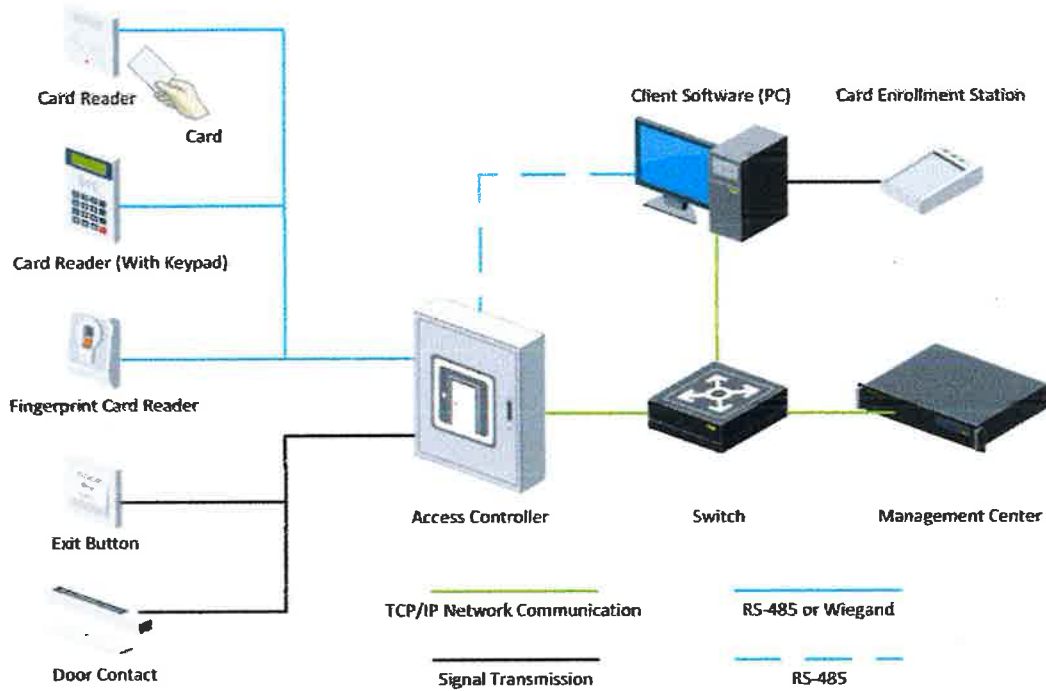 Card Reader
Card
Client Software (PC)
Card Enrollment Station
Card Reader (With Keypad)
Fingerprint Card Reader
Exit Button
Access Controller
Switch
Management Center
Door Contact
TCP/IP Network Communication
RS-485 or Wiegand
Signal Transmission
RS-485